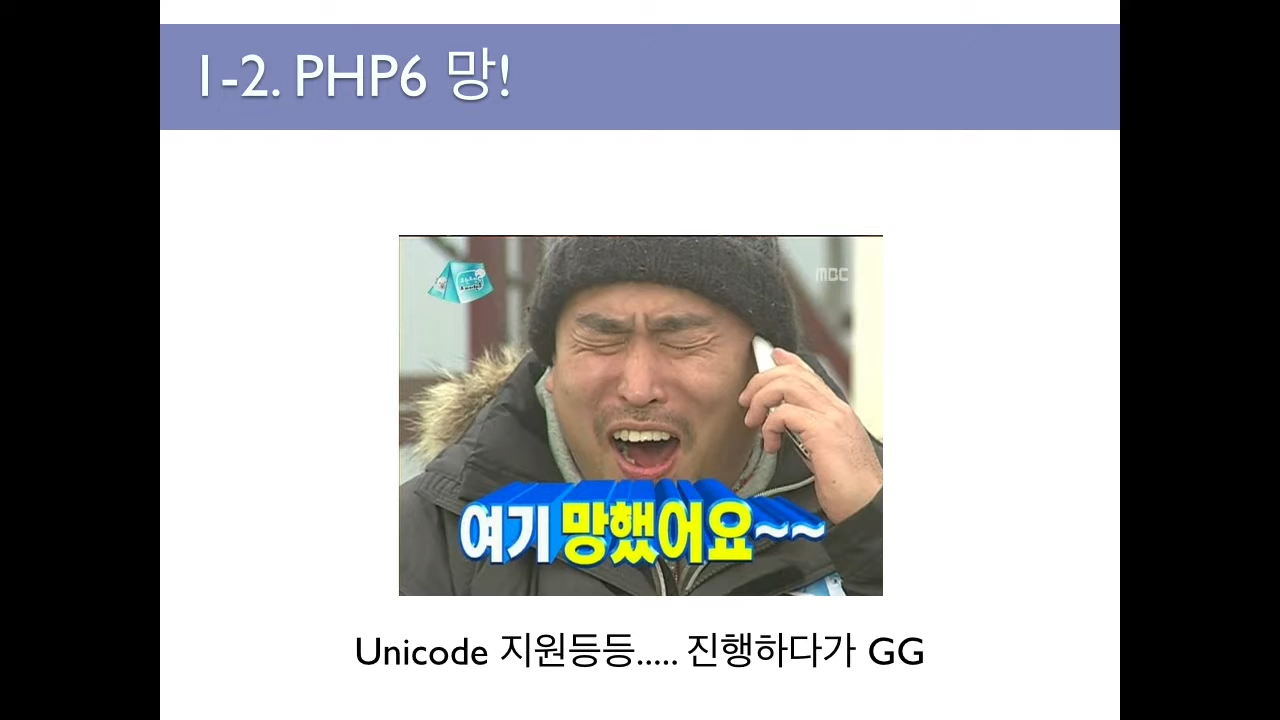 1-2. PHP6 망!
MBC
여기 망했어요~~
Unicode 지원등등..... 진행하다가 GG